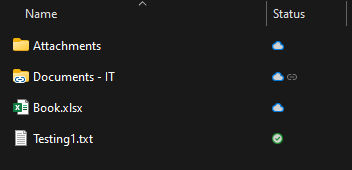 Name Status
Attachments
Documents - IT
Book.xlsx
Testing1.txt